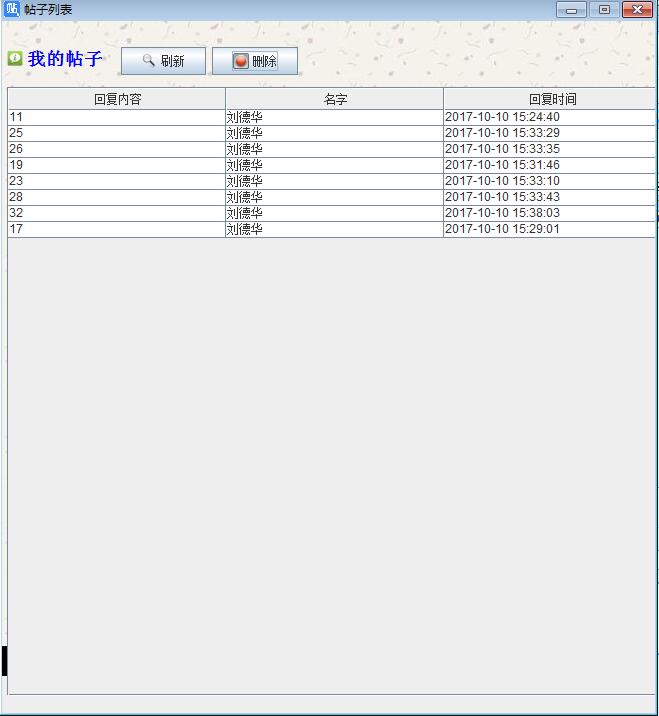 帖 帖子列表
我的帖子 刷新 删除
回复内容 名字 回复时间
11 刘德华 2017-10-10 15:24:40
25 刘德华 2017-10-10 15:33:29
26 刘德华 2017-10-10 15:33:35
19 刘德华 2017-10-10 15:31:46
23 刘德华 2017-10-10 15:33:10
28 刘德华 2017-10-10 15:33:43
32 刘德华 2017-10-10 15:38:03
17 刘德华 2017-10-10 15:29:01